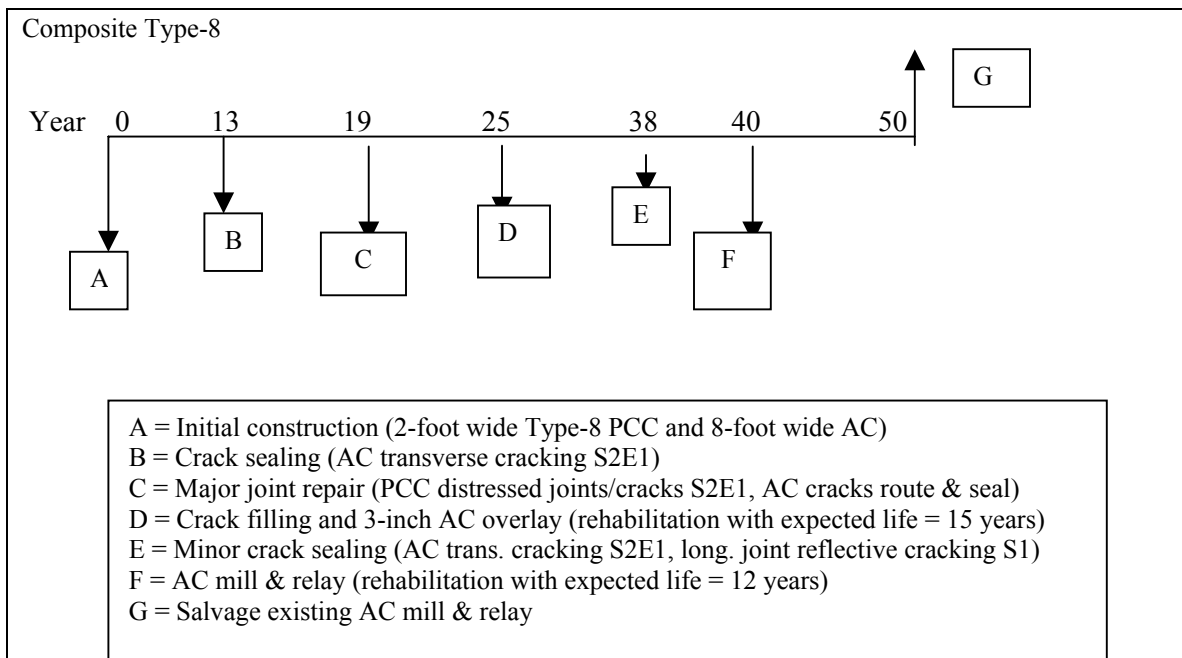 Composite Type-8
G
Year 0 13 19 25 38 40 50
E
D
B
C
F
A
A = Initial construction (2-foot wide Type-8 PCC and 8-foot wide AC)
B = Crack sealing (AC transverse cracking S2E1)
C = Major joint repair (PCC distressed joints/cracks S2E1, AC cracks route & seal)
D = Crack filling and 3-inch AC overlay (rehabilitation with expected life = 15 years)
E = Minor crack sealing (AC trans. cracking S2E1, long. joint reflective cracking S1)
F = AC mill & relay (rehabilitation with expected life = 12 years)
G = Salvage existing AC mill & relay